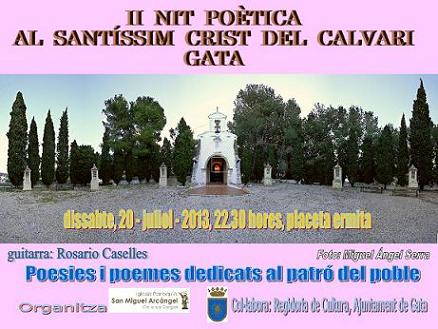 II NIT POÈTICA
AL SANTÍSSIM CRIST DEL CALVARI
GATA
dissabte, 20 - juliol - 2013, 22.30 hores, placeta ermita
guitarra: Rosario Caselles
Foto: Miguel Ángel Serra
Poesies i poemes dedicats al patró del poble
Organitza
San Miguel Arcángel
Col·labora: Regidoria de Cultura, Ajuntament de Gata